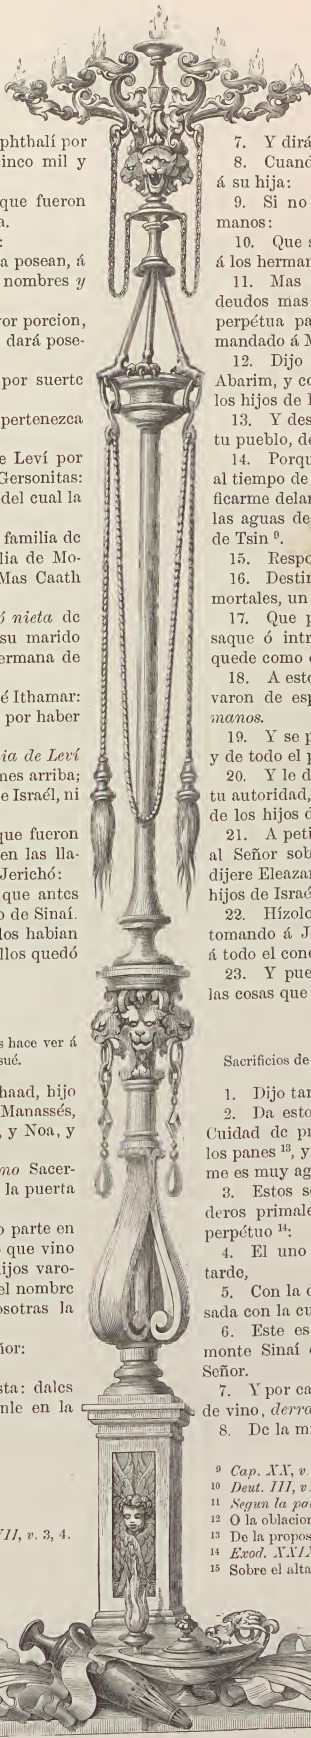 phthalí por
cinco mil y
que fueron
a.
:
a posean, á
nombres y
yor porcion,
dará pose-
por suerte
pertenezca
e Leví por
Gersonitas:
del cual la
familia de
lia de Mo-
Mas Caath
ó nieta de
su marido
ermana de
é Ithamar:
por haber
ia de Leví
mes arriba;
e Israél, ni
que fueron
en las lla-
Jerichó:
que antes
o de Sinaí.
los habian
llos quedó
s hace ver á
sué.
haad, hijo
Manassés,
, y Noa, y
mo Sacer-
la puerta
o parte en
o que vino
ijos varo-
el nombre
osotras la
ñor:
sta: dales
nle en la
VII, v. 3, 4.
7. Y dirá
8. Cuand
á su hija:
9. Si no
manos:
10. Que s
á los herman
11. Mas
deudos mas
perpétua pa
mandado á M
12. Dijo
Abarim, y co
los hijos de I
13. Y des
tu pueblo, de
14. Porqu
al tiempo de
ficarme delan
las aguas de
de Tsin ⁹.
15. Respo
16. Destin
mortales, un
17. Que p
saque ó intr
quede como o
18. A esto
varon de esp
manos.
19. Y se p
y de todo el p
20. Y le d
tu autoridad,
de los hijos d
21. A peti
al Señor sob
dijere Eleazar
hijos de Israé
22. Hízolo
tomando á J
á todo el conc
23. Y pue
las cosas que
Sacrificios de
1. Dijo tan
2. Da esto
Cuidad de pr
los panes ¹³, y
me es muy ag
3. Estos s
deros primale
perpétuo ¹⁴:
4. El uno
tarde,
5. Con la d
sada con la cu
6. Este es
monte Sinaí
Señor.
7. Y por ca
de vino, derra
8. De la mi
⁹ Cap. XX, v.
¹⁰ Deut. III, v.
¹¹ Segun la pal
¹² O la oblacion
¹³ De la propos
¹⁴ Exod. XXIX
¹⁵ Sobre el alta